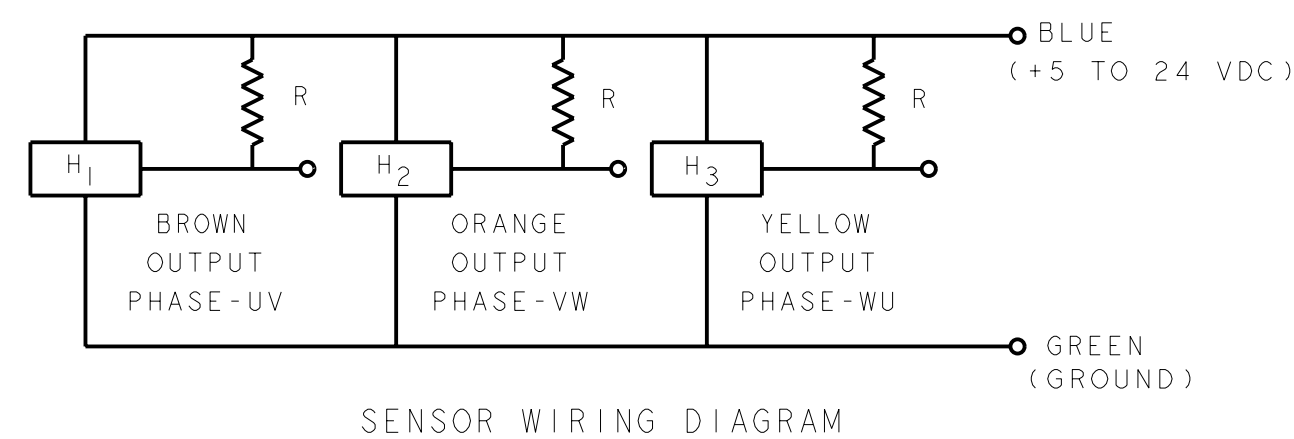 BLUE
(+5 TO 24 VDC)
R
R
R
H1
H2
H3
BROWN
OUTPUT
PHASE-UV
ORANGE
OUTPUT
PHASE-VW
YELLOW
OUTPUT
PHASE-WU
GREEN
(GROUND)
SENSOR WIRING DIAGRAM